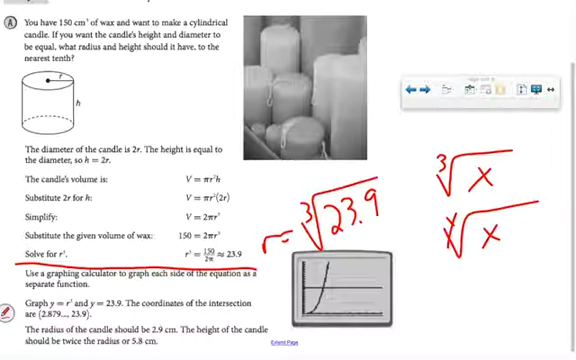 A You have 150 cm³ of wax and want to make a cylindrical
candle. If you want the candle's height and diameter to
be equal, what radius and height should it have, to the
nearest tenth?
r
h
The diameter of the candle is 2r. The height is equal to
the diameter, so h = 2r.
The candle's volume is: V = πr²h
Substitute 2r for h: V = πr²(2r)
Simplify: V = 2πr³
Substitute the given volume of wax: 150 = 2πr³
Solve for r³. r³ = 150/2π ≈ 23.9
Use a graphing calculator to graph each side of the equation as a
separate function.
Graph y = r³ and y = 23.9. The coordinates of the intersection
are (2.879..., 23.9).
The radius of the candle should be 2.9 cm. The height of the candle
should be twice the radius or 5.8 cm.
r = ∛23.9
∛x
ˣ√x
Extend Page